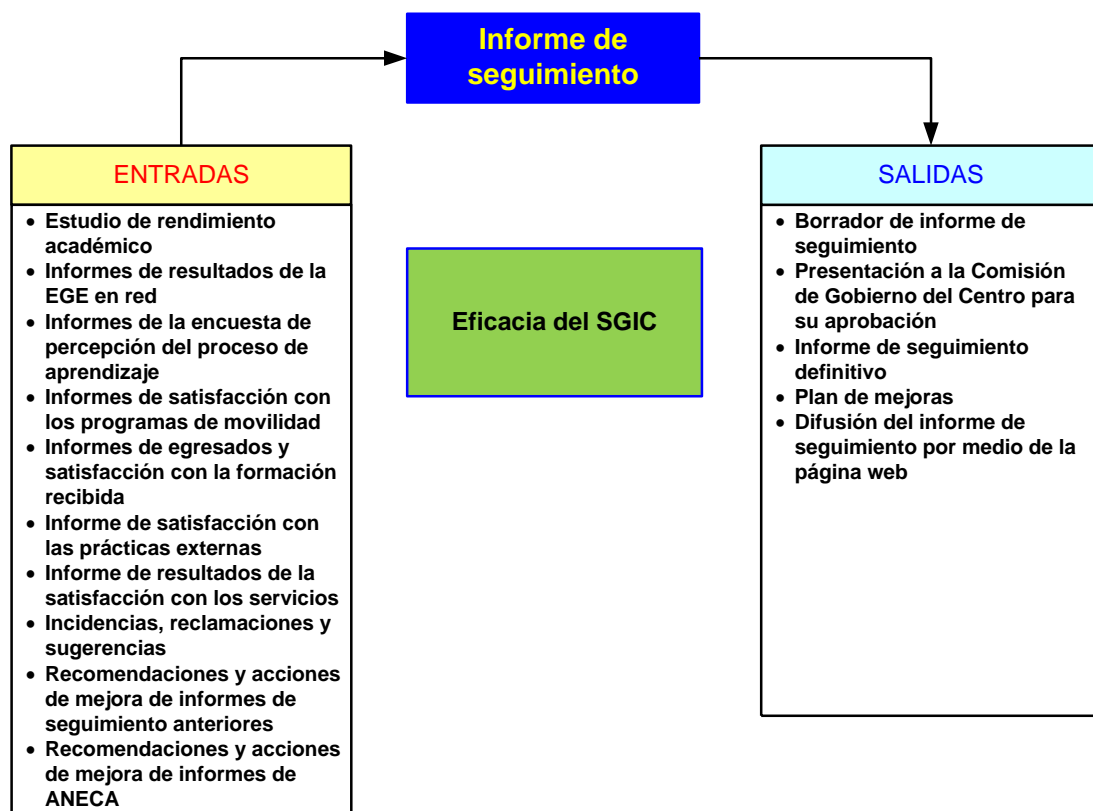 Informe de
seguimiento
ENTRADAS
• Estudio de rendimiento
académico
• Informes de resultados de la
EGE en red
• Informes de la encuesta de
percepción del proceso de
aprendizaje
• Informes de satisfacción con
los programas de movilidad
• Informes de egresados y
satisfacción con la formación
recibida
• Informe de satisfacción con
las prácticas externas
• Informe de resultados de la
satisfacción con los servicios
• Incidencias, reclamaciones y
sugerencias
• Recomendaciones y acciones
de mejora de informes de
seguimiento anteriores
• Recomendaciones y acciones
de mejora de informes de
ANECA
Eficacia del SGIC
SALIDAS
• Borrador de informe de
seguimiento
• Presentación a la Comisión
de Gobierno del Centro para
su aprobación
• Informe de seguimiento
definitivo
• Plan de mejoras
• Difusión del informe de
seguimiento por medio de la
página web